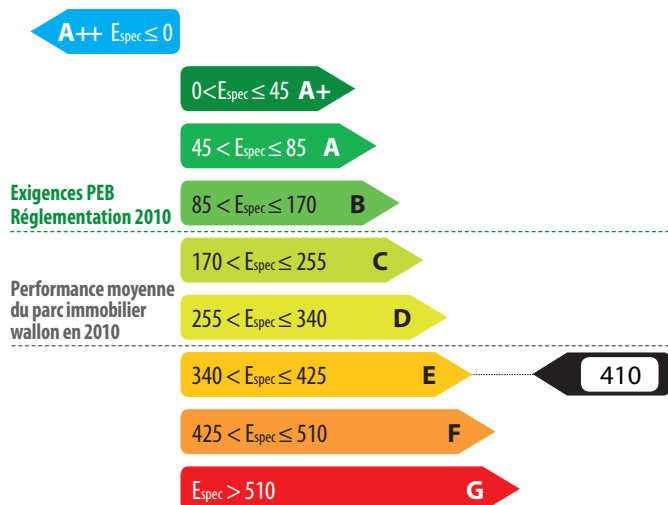 A++ Espec ≤ 0
0<Espec ≤ 45 A+
45 < Espec ≤ 85 A
Exigences PEB
Réglementation 2010
85 < Espec ≤ 170 B
170 < Espec ≤ 255 C
Performance moyenne
du parc immobilier
wallon en 2010
255 < Espec ≤ 340 D
340 < Espec ≤ 425 E
410
425 < Espec ≤ 510 F
Espec > 510 G